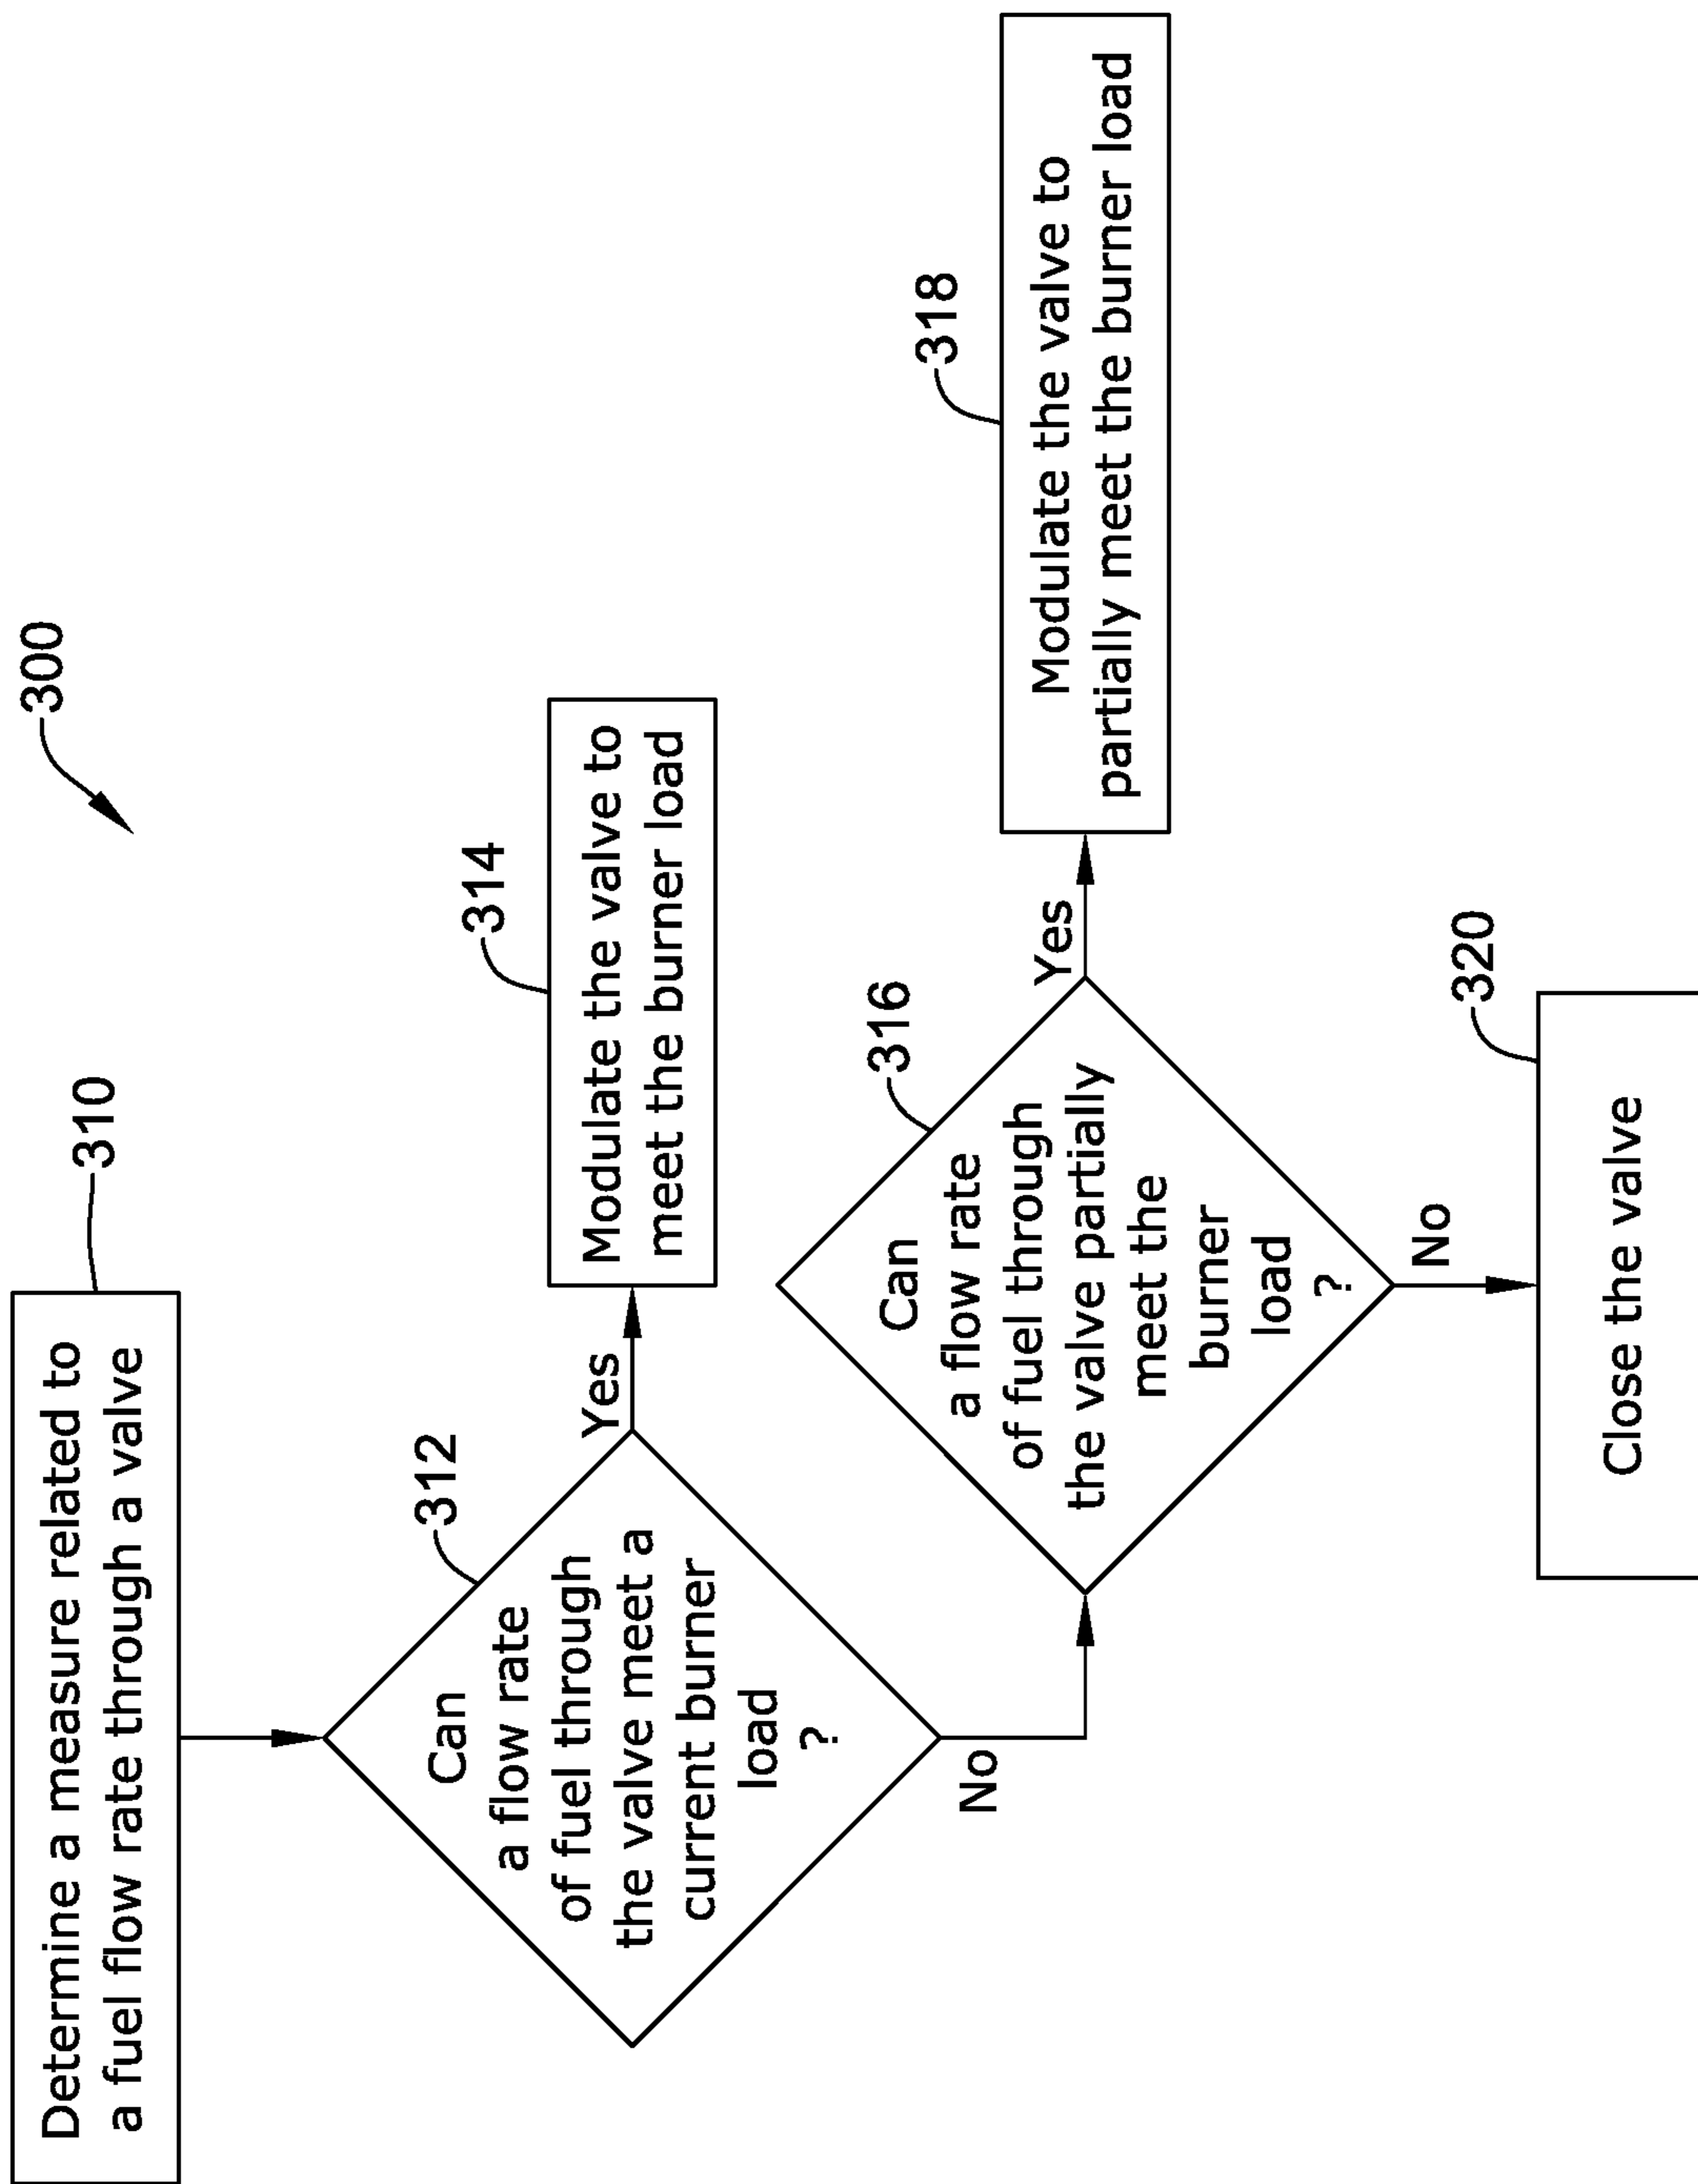 300
310
Determine a measure related to
a fuel flow rate through a valve
312
Can
a flow rate
of fuel through
the valve meet a
current burner
load
?
Yes
314
Modulate the valve to
meet the burner load
No
316
Can
a flow rate
of fuel through
the valve partially
meet the
burner
load
?
Yes
318
Modulate the valve to
partially meet the burner load
No
320
Close the valve